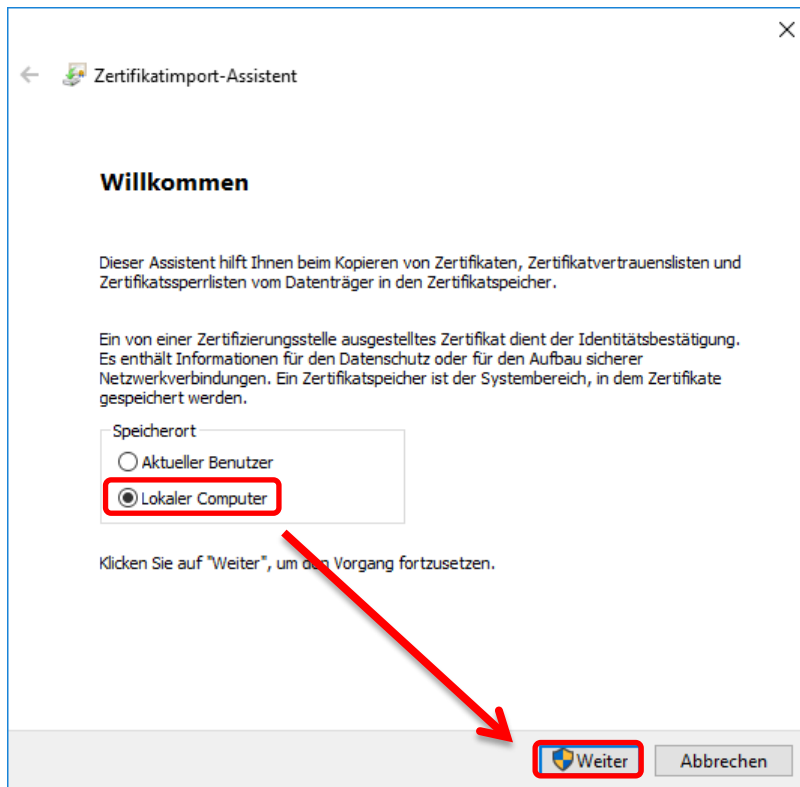 Zertifikatimport-Assistent
Willkommen
Dieser Assistent hilft Ihnen beim Kopieren von Zertifikaten, Zertifikatvertrauenslisten und
Zertifikatssperrlisten vom Datenträger in den Zertifikatspeicher.
Ein von einer Zertifizierungsstelle ausgestelltes Zertifikat dient der Identitätsbestätigung.
Es enthält Informationen für den Datenschutz oder für den Aufbau sicherer
Netzwerkverbindungen. Ein Zertifikatspeicher ist der Systembereich, in dem Zertifikate
gespeichert werden.
Speicherort
Aktueller Benutzer
Lokaler Computer
Klicken Sie auf "Weiter", um den Vorgang fortzusetzen.
Weiter Abbrechen